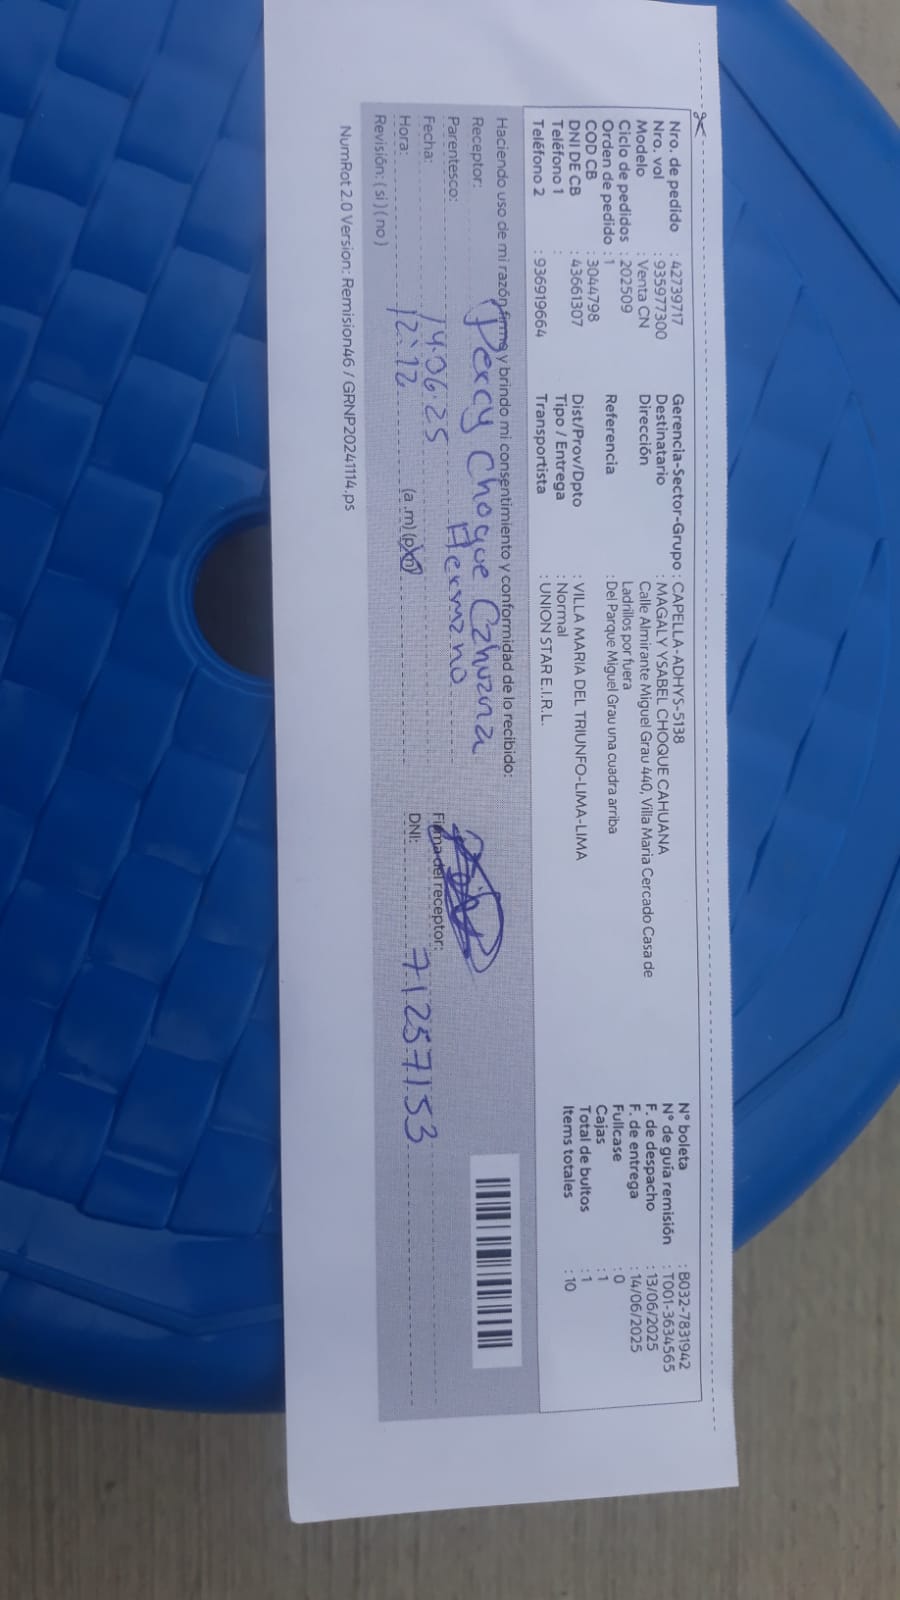 Nro. de pedido : 42739717
Nro. vol : 935977300
Modelo : Venta CN
Ciclo de pedidos : 202509
Orden de pedido : 1
COD CB : 3044798
DNI DE CB : 43661307
Teléfono 1 :
Teléfono 2 : 936919664
Gerencia-Sector-Grupo : CAPELLA-ADHYS-5138
Destinatario : MAGALY YSABEL CHOQUE CAHUANA
Dirección : Calle Almirante Miguel Grau 440, Villa Maria Cercado Casa de
Ladrillos por fuera
Referencia : Del Parque Miguel Grau una cuadra arriba
Dist/Prov/Dpto : VILLA MARIA DEL TRIUNFO-LIMA-LIMA
Tipo / Entrega : Normal
Transportista : UNION STAR E.I.R.L.
N° boleta : B032-7831942
N° de guía remisión : T001-3634565
F. de despacho : 13/06/2025
F. de entrega : 14/06/2025
Fullcase : 0
Cajas : 1
Total de bultos : 1
Items totales : 10
Haciendo uso de mi razón firmo y brindo mi consentimiento y conformidad de lo recibido:
Receptor: Percy Choque Cahuana
Parentesco: Hermano
Fecha: 14.06.25
Hora: 12:12 (a .m) (p.m)
Revisión: ( si ) ( no )
Firma del receptor:
DNI: 71257153
NumRot 2.0 Version: Remision46 / GRNP20241114.ps